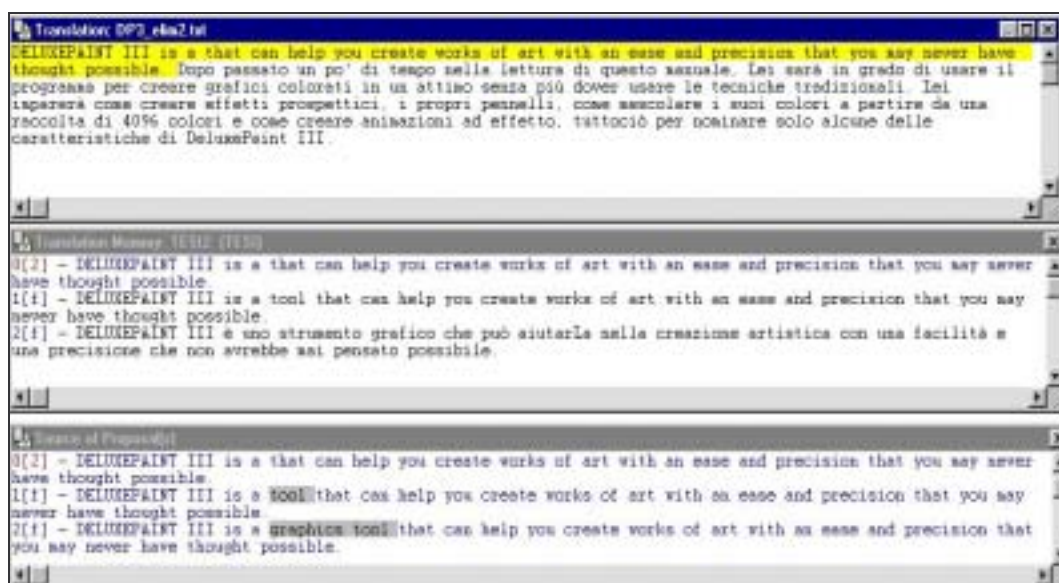 Translation: DP3_elim2.txt
DELUXEPAINT III is a that can help you create works of art with an ease and precision that you may never have
thought possible. Dopo passato un po' di tempo nella lettura di questo manuale, Lei sarà in grado di usare il
programma per creare grafici colorati in un attimo senza più dover usare le tecniche tradizionali. Lei
imparerà come creare effetti prospettici, i propri pennelli, come mescolare i suoi colori a partire da una
raccolta di 4096 colori e come creare animazioni ad effetto, tuttociò per nominare solo alcune delle
caratteristiche di DeluxePaint III.
Translation Memory: TESI2 (TESI)
0[2] - DELUXEPAINT III is a that can help you create works of art with an ease and precision that you may never
have thought possible.
1[f] - DELUXEPAINT III is a tool that can help you create works of art with an ease and precision that you may
never have thought possible.
2[f] - DELUXEPAINT III è uno strumento grafico che può aiutarLa nella creazione artistica con una facilità e
una precisione che non avrebbe mai pensato possibile.
Source of Proposal(s)
0[2] - DELUXEPAINT III is a that can help you create works of art with an ease and precision that you may never
have thought possible.
1[f] - DELUXEPAINT III is a tool that can help you create works of art with an ease and precision that you may
never have thought possible.
2[f] - DELUXEPAINT III is a graphics tool that can help you create works of art with an ease and precision that
you may never have thought possible.